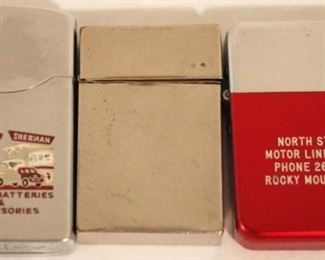 SHERMAN
BATTERIES
SORIES
NORTH ST
MOTOR LIN
PHONE 26
ROCKY MOU